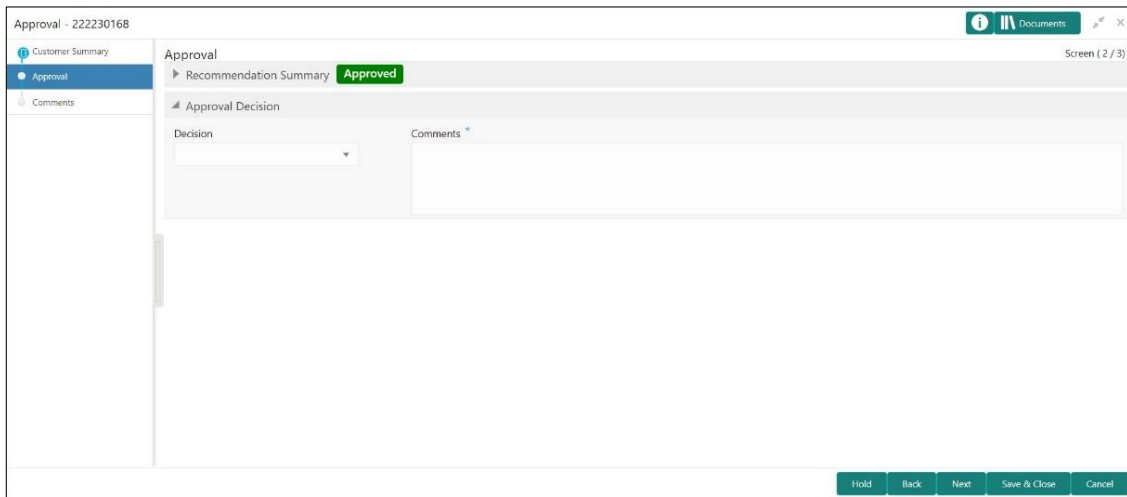 Approval - 222230168
Documents
Customer Summary
Approval
Comments
Approval
Screen ( 2 / 3)
Recommendation Summary Approved
Approval Decision
Decision
Comments *
Hold Back Next Save & Close Cancel